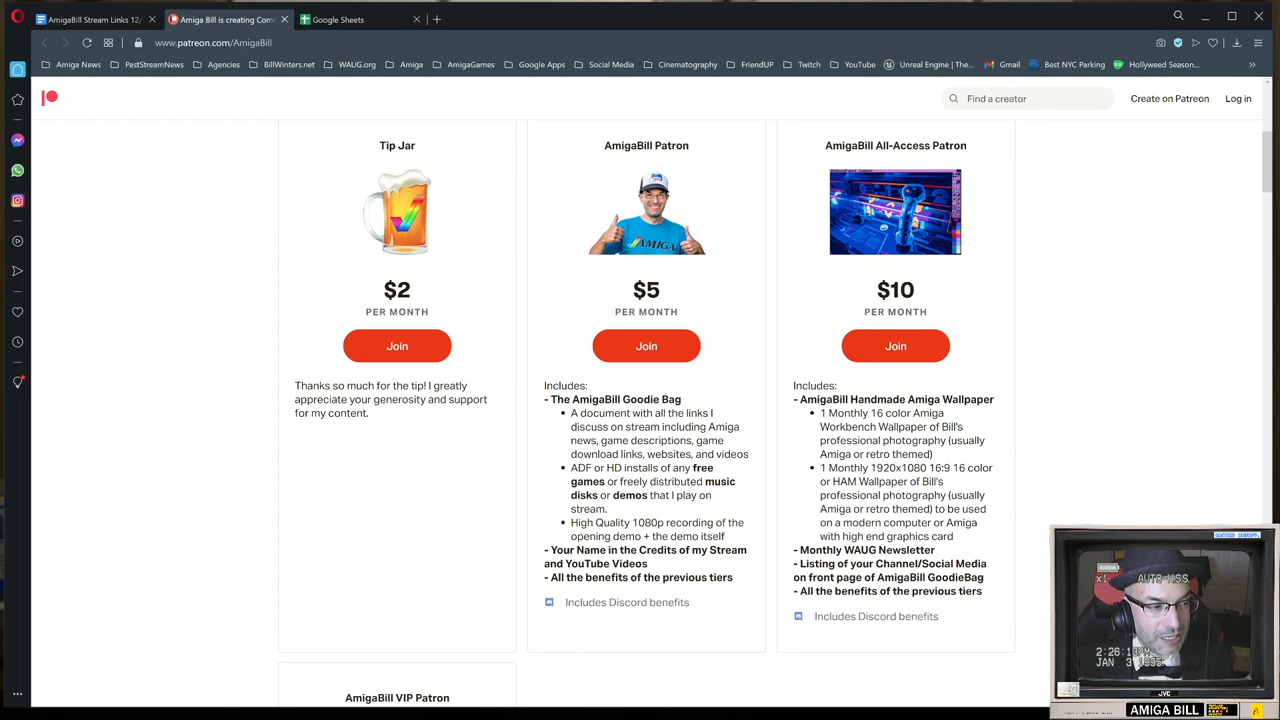 AmigaBill Stream Links 12/
Amiga Bill is creating Com
Google Sheets
www.patreon.com/AmigaBill
Amiga News
PastStreamNews
Agencies
BillWinters.net
WAUG.org
Amiga
AmigaGames
Google Apps
Social Media
Cinematography
FriendUP
Twitch
YouTube
Unreal Engine | The...
Gmail
Best NYC Parking
Hollyweed Season...
Find a creator
Create on Patreon
Log in
Tip Jar
$2
PER MONTH
Join
Thanks so much for the tip! I greatly
appreciate your generosity and support
for my content.
AmigaBill Patron
AMIGA
$5
PER MONTH
Join
Includes:
- The AmigaBill Goodie Bag
• A document with all the links I
discuss on stream including Amiga
news, game descriptions, game
download links, websites, and videos
• ADF or HD installs of any free
games or freely distributed music
disks or demos that I play on
stream.
• High Quality 1080p recording of the
opening demo + the demo itself
- Your Name in the Credits of my Stream
and YouTube Videos
- All the benefits of the previous tiers
Includes Discord benefits
AmigaBill All-Access Patron
$10
PER MONTH
Join
Includes:
- AmigaBill Handmade Amiga Wallpaper
• 1 Monthly 16 color Amiga
Workbench Wallpaper of Bill's
professional photography (usually
Amiga or retro themed)
• 1 Monthly 1920x1080 16:9 16 color
or HAM Wallpaper of Bill's
professional photography (usually
Amiga or retro themed) to be used
on a modern computer or Amiga
with high end graphics card
- Monthly WAUG Newsletter
- Listing of your Channel/Social Media
on front page of AmigaBill GoodieBag
- All the benefits of the previous tiers
Includes Discord benefits
AmigaBill VIP Patron
x1
AUTO HSS
JAN 3 1995
JVC
AMIGA BILL